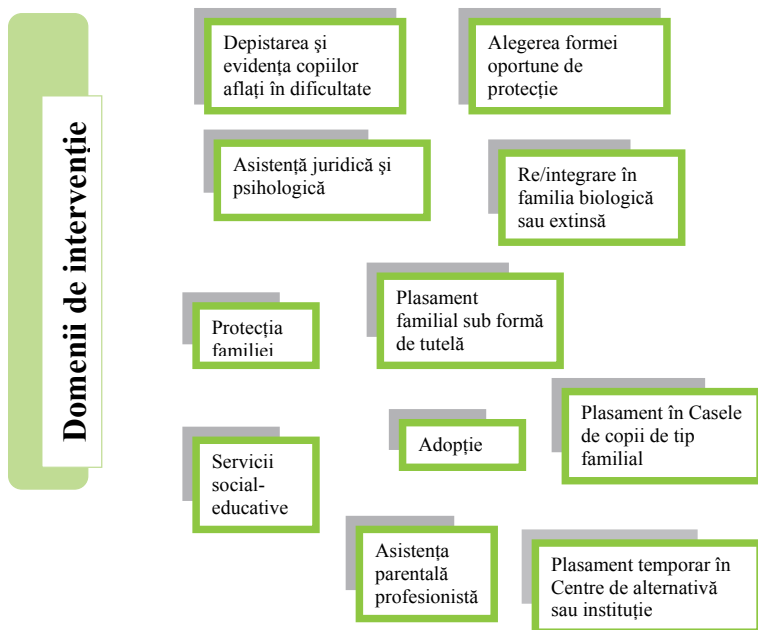 Domenii de intervenție
Depistarea şi
evidența copiilor
aflați în dificultate
Alegerea formei
oportune de
protecție
Asistență juridică și
psihologică
Re/integrare în
familia biologică
sau extinsă
Protecția
familiei
Plasament
familial sub formă
de tutelă
Plasament în Casele
de copii de tip
familial
Adopție
Servicii
social-
educative
Asistența
parentală
profesionistă
Plasament temporar în
Centre de alternativă
sau instituție